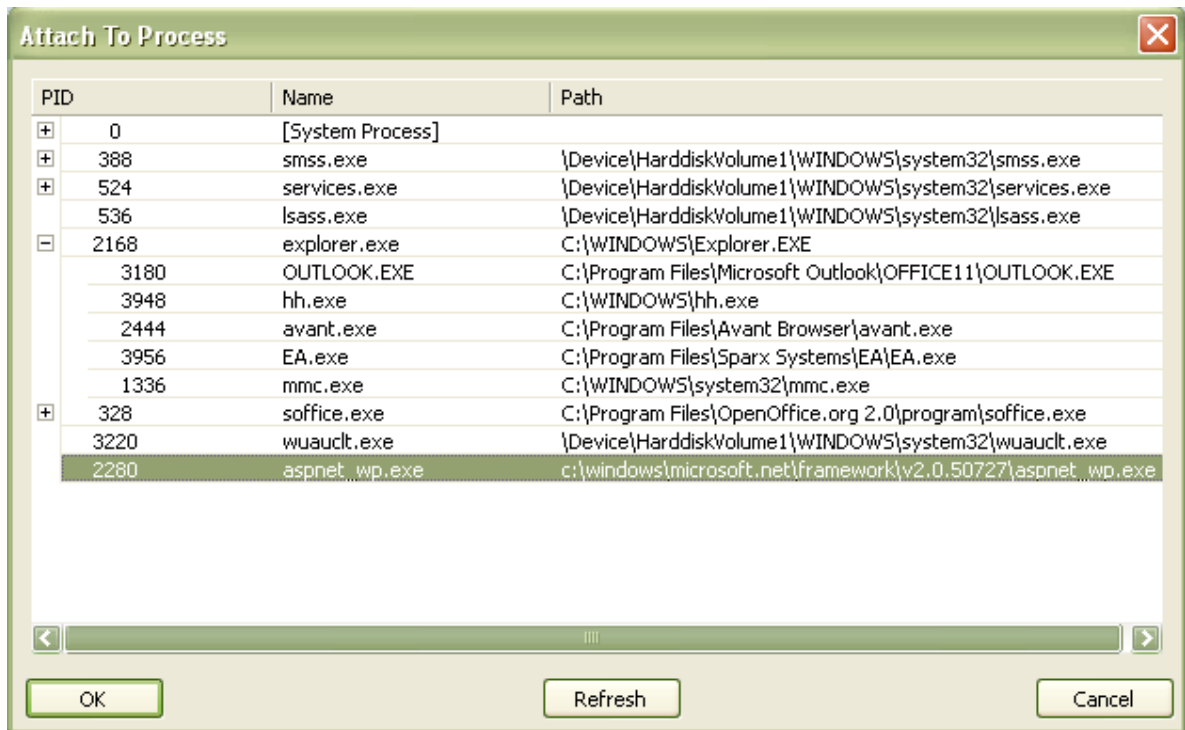 Attach To Process
PID Name Path
0 [System Process]
388 smss.exe \Device\HarddiskVolume1\WINDOWS\system32\smss.exe
524 services.exe \Device\HarddiskVolume1\WINDOWS\system32\services.exe
536 lsass.exe \Device\HarddiskVolume1\WINDOWS\system32\lsass.exe
2168 explorer.exe C:\WINDOWS\Explorer.EXE
3180 OUTLOOK.EXE C:\Program Files\Microsoft Outlook\OFFICE11\OUTLOOK.EXE
3948 hh.exe C:\WINDOWS\hh.exe
2444 avant.exe C:\Program Files\Avant Browser\avant.exe
3956 EA.exe C:\Program Files\Sparx Systems\EA\EA.exe
1336 mmc.exe C:\WINDOWS\system32\mmc.exe
328 soffice.exe C:\Program Files\OpenOffice.org 2.0\program\soffice.exe
3220 wuauclt.exe \Device\HarddiskVolume1\WINDOWS\system32\wuauclt.exe
2280 aspnet_wp.exe c:\windows\microsoft.net\framework\v2.0.50727\aspnet_wp.exe
OK Refresh Cancel